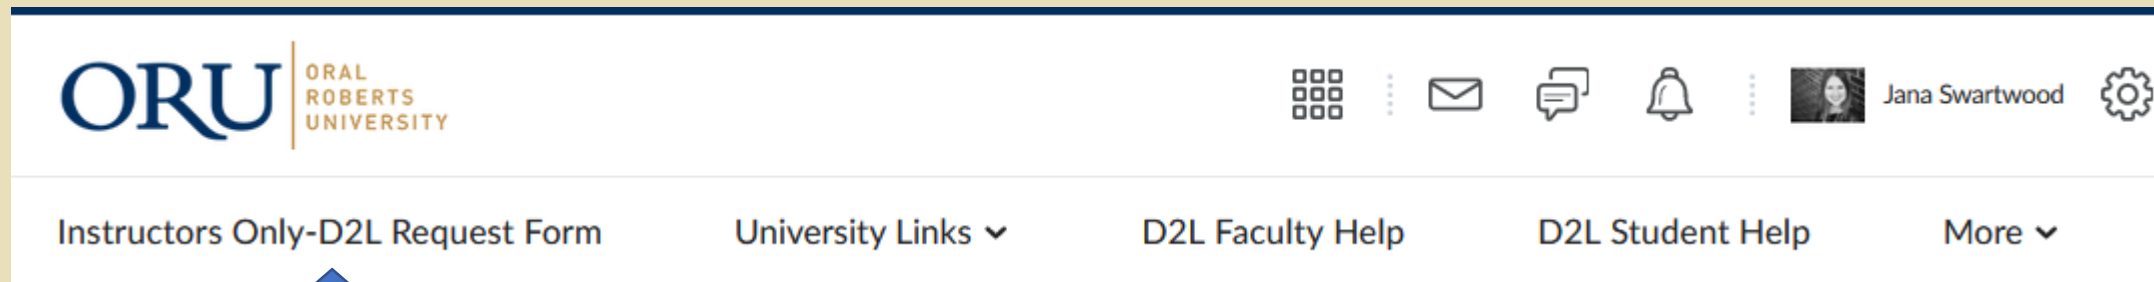 ORU
ORAL
ROBERTS
UNIVERSITY
Jana Swartwood
Instructors Only-D2L Request Form University Links D2L Faculty Help D2L Student Help More